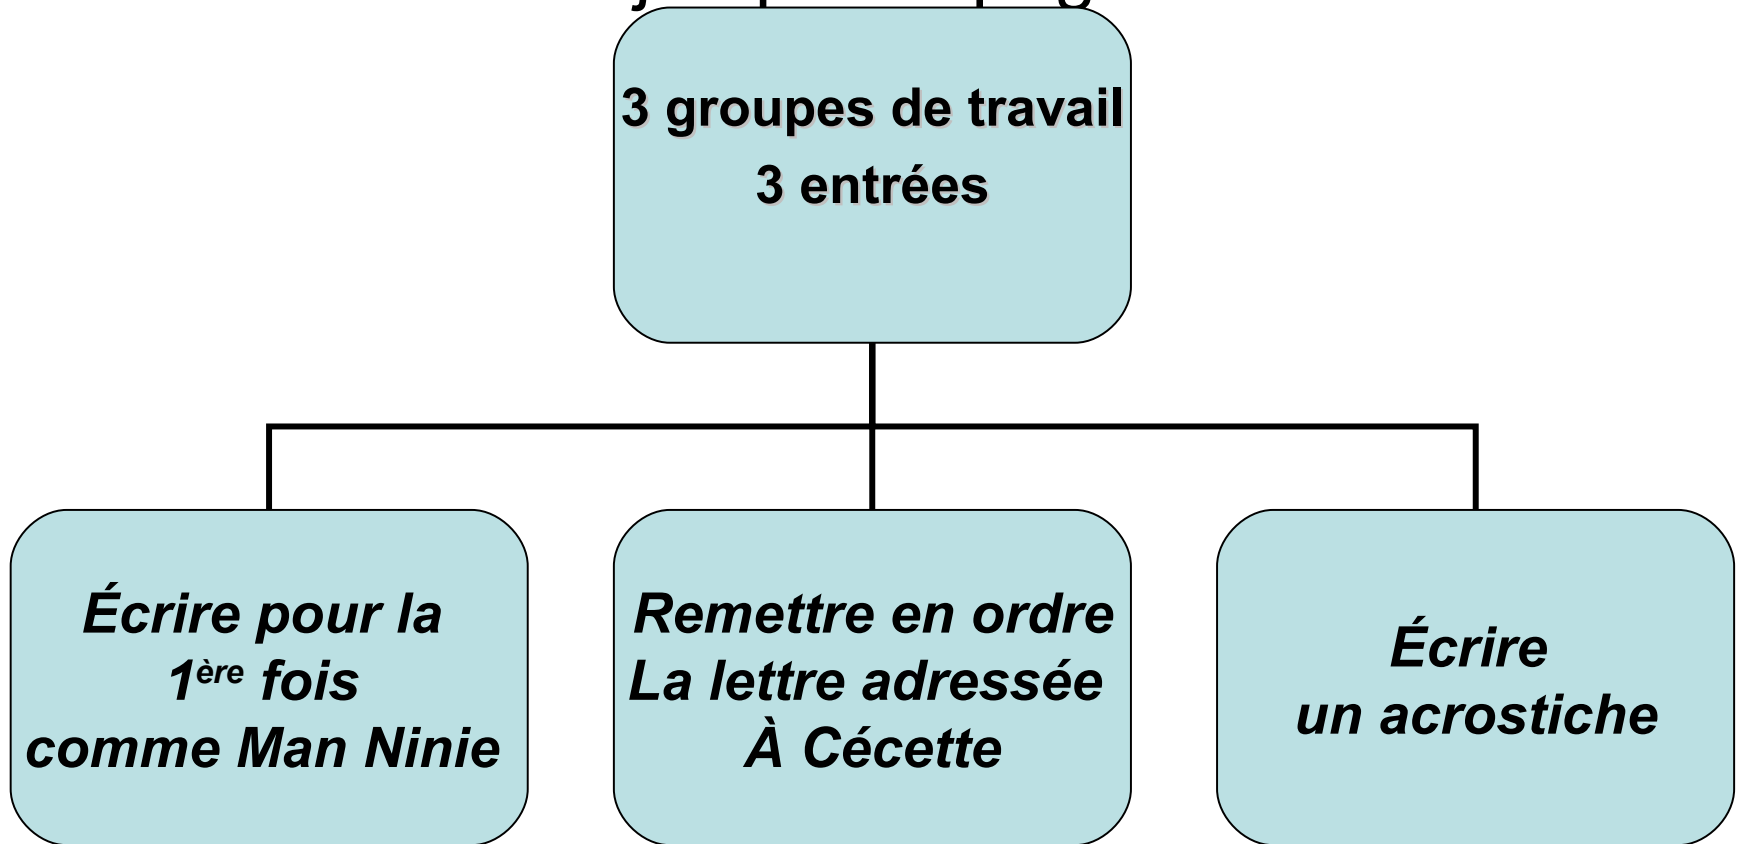 3 groupes de travail
3 entrées
Écrire pour la
1ère fois
comme Man Ninie
Remettre en ordre
La lettre adressée
À Cécette
Écrire
un acrostiche